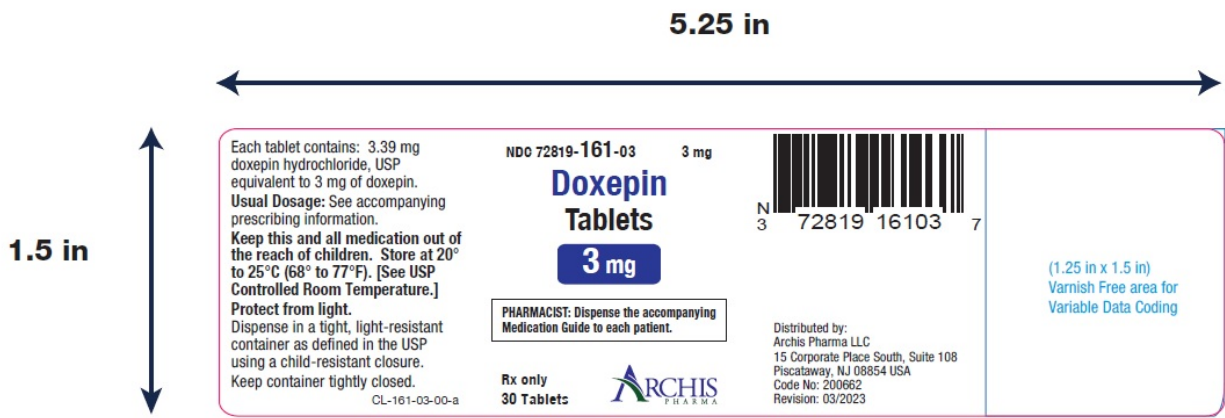 5.25 in
1.5 in
Each tablet contains: 3.39 mg
doxepin hydrochloride, USP
equivalent to 3 mg of doxepin.
Usual Dosage: See accompanying
prescribing information.
Keep this and all medication out of
the reach of children. Store at 20°
to 25°C (68° to 77°F). [See USP
Controlled Room Temperature.]
Protect from light.
Dispense in a tight, light-resistant
container as defined in the USP
using a child-resistant closure.
Keep container tightly closed.
CL-161-03-00-a
NDC 72819-161-03 3 mg
Doxepin
Tablets
3 mg
PHARMACIST: Dispense the accompanying
Medication Guide to each patient.
Rx only
30 Tablets
ARCHIS
PHARMA
N
3 72819 16103 7
Distributed by:
Archis Pharma LLC
15 Corporate Place South, Suite 108
Piscataway, NJ 08854 USA
Code No: 200662
Revision: 03/2023
(1.25 in x 1.5 in)
Varnish Free area for
Variable Data Coding